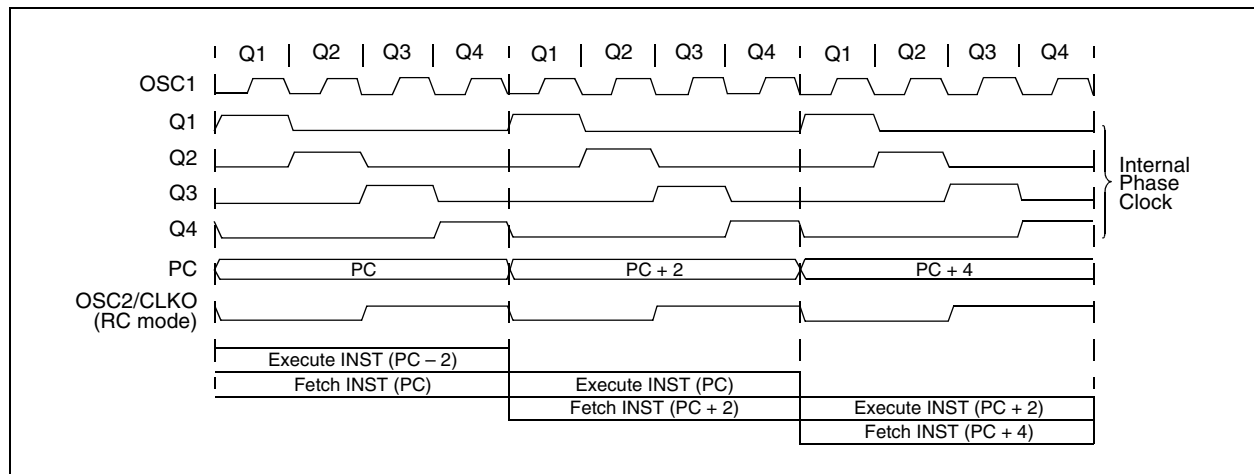 Q1 Q2 Q3 Q4 Q1 Q2 Q3 Q4 Q1 Q2 Q3 Q4
OSC1
Q1
Q2
Q3
Q4
Internal
Phase
Clock
PC PC PC + 2 PC + 4
OSC2/CLKO
(RC mode)
Execute INST (PC – 2)
Fetch INST (PC) Execute INST (PC)
Fetch INST (PC + 2) Execute INST (PC + 2)
Fetch INST (PC + 4)